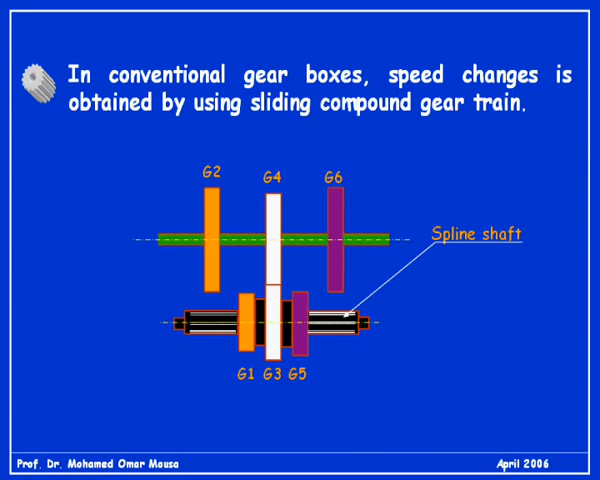 In conventional gear boxes, speed changes is
obtained by using sliding compound gear train.
G2
G4
G6
Spline shaft
G1 G3 G5
Prof. Dr. Mohamed Omar Mousa
April 2006